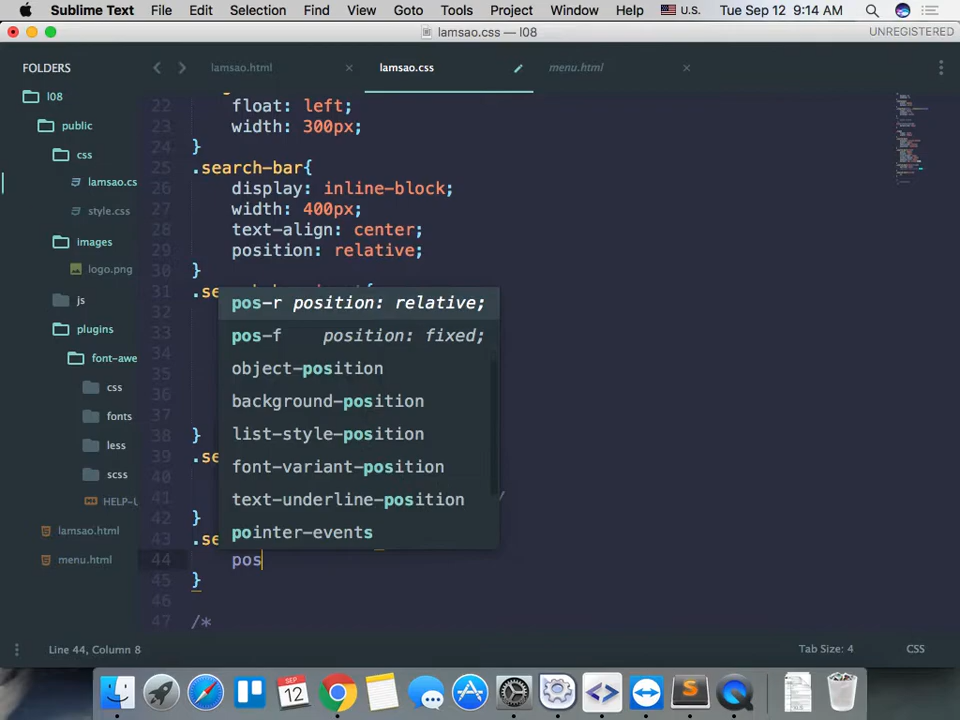 Sublime Text File Edit Selection Find View Goto Tools Project Window Help U.S. Tue Sep 12 9:14 AM
lamsao.css — l08 UNREGISTERED
FOLDERS lamsao.html × lamsao.css menu.html ×
l08
public
css
lamsao.cs
style.css
images
logo.png
js
plugins
font-awe
css
fonts
less
scss
HELP-U
lamsao.html
menu.html
22 float: left;
23 width: 300px;
24 }
25 .search-bar{
26 display: inline-block;
27 width: 400px;
28 text-align: center;
29 position: relative;
30 }
31 .se
32
33
34
35
36
37
38 }
39 .se
40
41 /
42 }
43 .se
44 pos
45 }
46
47 /*
pos-r position: relative;
pos-f position: fixed;
object-position
background-position
list-style-position
font-variant-position
text-underline-position
pointer-events
Line 44, Column 8 Tab Size: 4 CSS
SEP
12